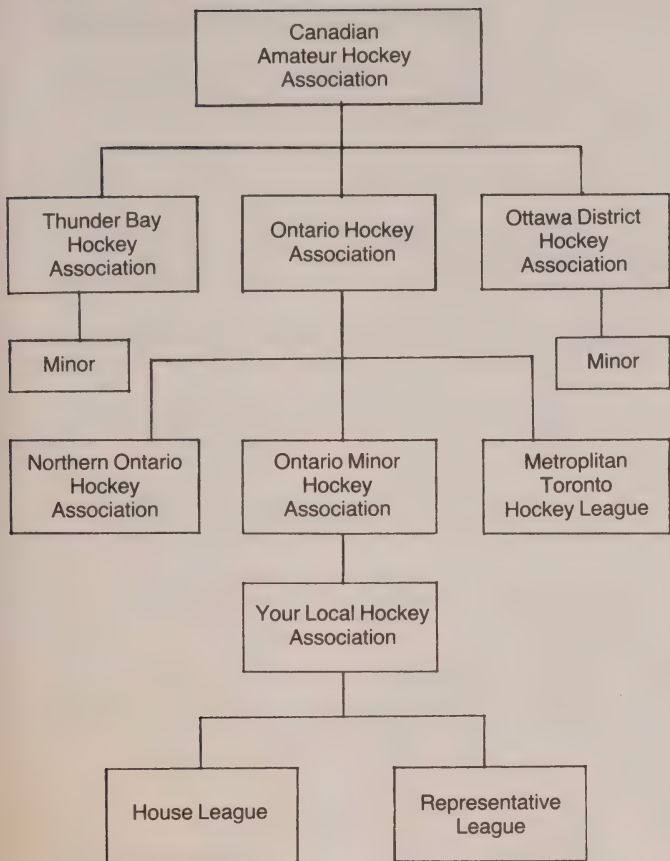 Canadian
Amateur Hockey
Association
Thunder Bay
Hockey
Association
Ontario Hockey
Association
Ottawa District
Hockey
Association
Minor
Minor
Northern Ontario
Hockey
Association
Ontario Minor
Hockey
Association
Metroplitan
Toronto
Hockey League
Your Local Hockey
Association
House League
Representative
League